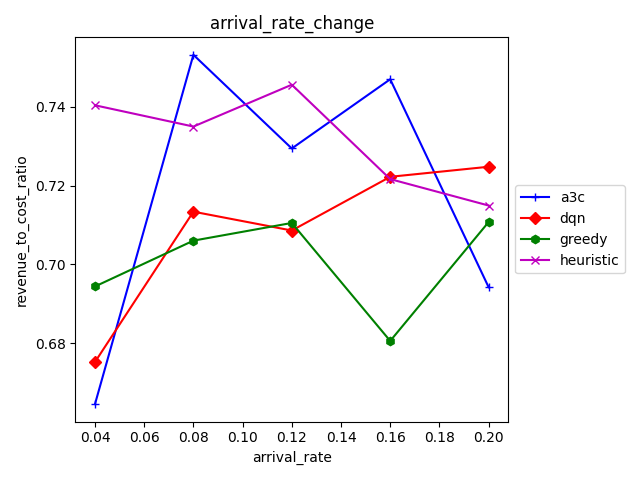 arrival_rate_change
revenue_to_cost_ratio
0.74
0.72
0.70
0.68
0.04 0.06 0.08 0.10 0.12 0.14 0.16 0.18 0.20
arrival_rate
a3c
dqn
greedy
heuristic